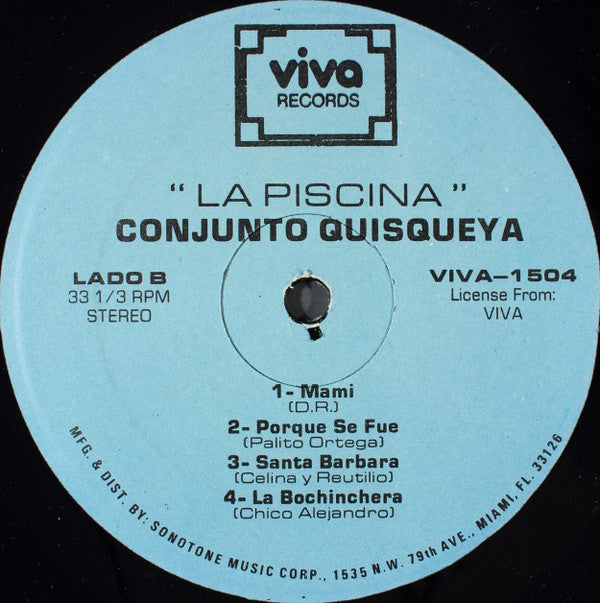 viva
RECORDS
"LA PISCINA"
CONJUNTO QUISQUEYA
LADO B
33 1/3 RPM
STEREO
VIVA-1504
License From:
VIVA
1- Mami
(D.R.)
2- Porque Se Fue
(Palito Ortega)
3- Santa Barbara
(Celina y Reutilio)
4- La Bochinchera
(Chico Alejandro)
MFG. & DIST. BY: SONOTONE MUSIC CORP., 1535 N.W. 79th AVE., MIAMI, FL. 33126